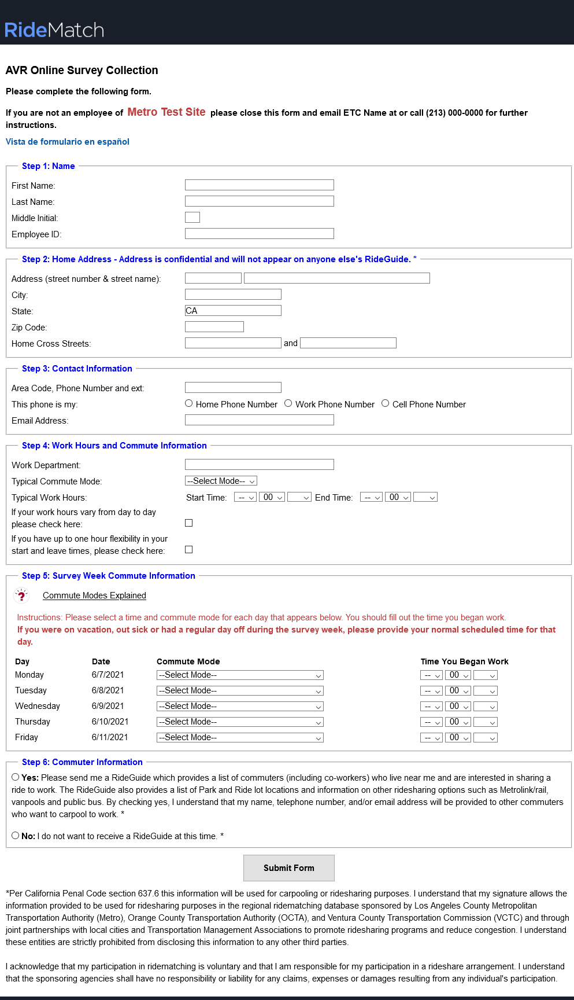 RideMatch
AVR Online Survey Collection
Please complete the following form.
If you are not an employee of Metro Test Site please close this form and email ETC Name at or call (213) 000-0000 for further
instructions.
Vista de formulario en español
Step 1: Name
First Name:
Last Name:
Middle Initial:
Employee ID:
Step 2: Home Address - Address is confidential and will not appear on anyone else's RideGuide. *
Address (street number & street name):
City:
State: CA
Zip Code:
Home Cross Streets: and
Step 3: Contact Information
Area Code, Phone Number and ext:
This phone is my: Home Phone Number Work Phone Number Cell Phone Number
Email Address:
Step 4: Work Hours and Commute Information
Work Department:
Typical Commute Mode: --Select Mode--
Typical Work Hours: Start Time: -- 00 End Time: -- 00
If your work hours vary from day to day
please check here:
If you have up to one hour flexibility in your
start and leave times, please check here:
Step 5: Survey Week Commute Information
? Commute Modes Explained
Instructions: Please select a time and commute mode for each day that appears below. You should fill out the time you began work.
If you were on vacation, out sick or had a regular day off during the survey week, please provide your normal scheduled time for that
day.
Day Date Commute Mode Time You Began Work
Monday 6/7/2021 --Select Mode-- -- 00
Tuesday 6/8/2021 --Select Mode-- -- 00
Wednesday 6/9/2021 --Select Mode-- -- 00
Thursday 6/10/2021 --Select Mode-- -- 00
Friday 6/11/2021 --Select Mode-- -- 00
Step 6: Commuter Information
Yes: Please send me a RideGuide which provides a list of commuters (including co-workers) who live near me and are interested in sharing a
ride to work. The RideGuide also provides a list of Park and Ride lot locations and information on other ridesharing options such as Metrolink/rail,
vanpools and public bus. By checking yes, I understand that my name, telephone number, and/or email address will be provided to other commuters
who want to carpool to work. *
No: I do not want to receive a RideGuide at this time. *
Submit Form
*Per California Penal Code section 637.6 this information will be used for carpooling or ridesharing purposes. I understand that my signature allows the
information provided to be used for ridesharing purposes in the regional ridematching database sponsored by Los Angeles County Metropolitan
Transportation Authority (Metro), Orange County Transportation Authority (OCTA), and Ventura County Transportation Commission (VCTC) and through
joint partnerships with local cities and Transportation Management Associations to promote ridesharing programs and reduce congestion. I understand
these entities are strictly prohibited from disclosing this information to any other third parties.
I acknowledge that my participation in ridematching is voluntary and that I am responsible for my participation in a rideshare arrangement. I understand
that the sponsoring agencies shall have no responsibility or liability for any claims, expenses or damages resulting from any individual's participation.